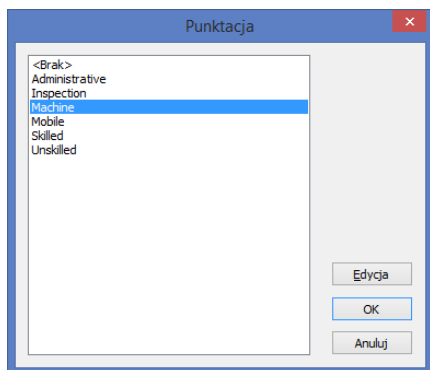 Punktacja
<Brak>
Administrative
Inspection
Machine
Mobile
Skilled
Unskilled
Edycja
OK
Anuluj